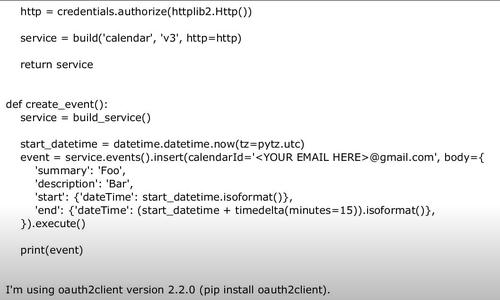 http = credentials.authorize(httplib2.Http())
service = build('calendar', 'v3', http=http)
return service
def create_event():
service = build_service()
start_datetime = datetime.datetime.now(tz=pytz.utc)
event = service.events().insert(calendarId='<YOUR EMAIL HERE>@gmail.com', body={
'summary': 'Foo',
'description': 'Bar',
'start': {'dateTime': start_datetime.isoformat()},
'end': {'dateTime': (start_datetime + timedelta(minutes=15)).isoformat()},
}).execute()
print(event)
I'm using oauth2client version 2.2.0 (pip install oauth2client).